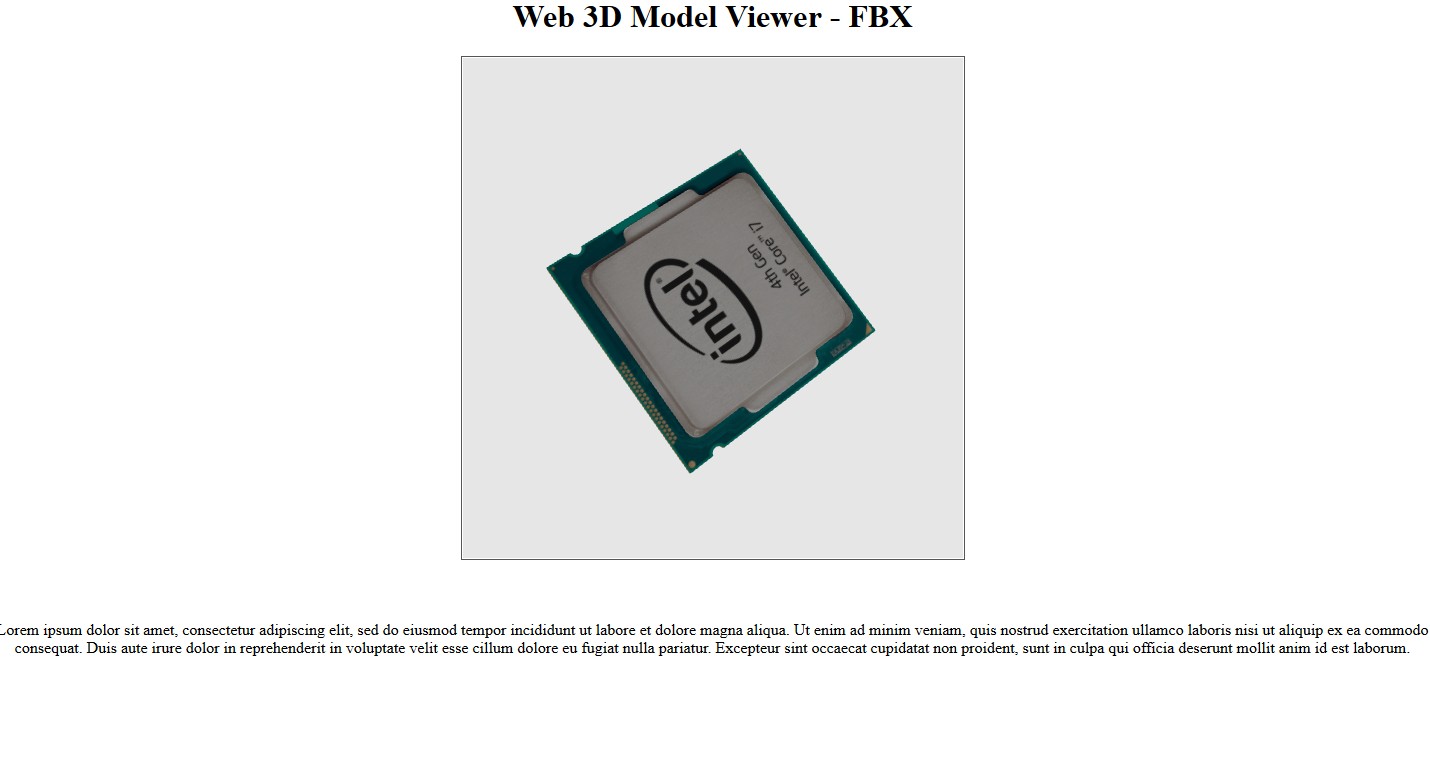 Web 3D Model Viewer - FBX
intel®
4th Gen
Intel® Core™ i7
Lorem ipsum dolor sit amet, consectetur adipiscing elit, sed do eiusmod tempor incididunt ut labore et dolore magna aliqua. Ut enim ad minim veniam, quis nostrud exercitation ullamco laboris nisi ut aliquip ex ea commodo
consequat. Duis aute irure dolor in reprehenderit in voluptate velit esse cillum dolore eu fugiat nulla pariatur. Excepteur sint occaecat cupidatat non proident, sunt in culpa qui officia deserunt mollit anim id est laborum.